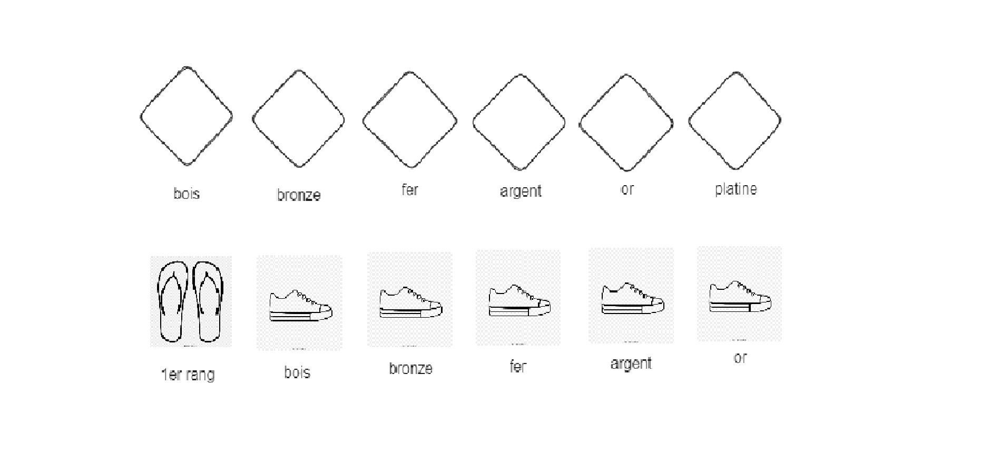 bois
bronze
fer
argent
or
platine
1er rang
bois
bronze
fer
argent
or